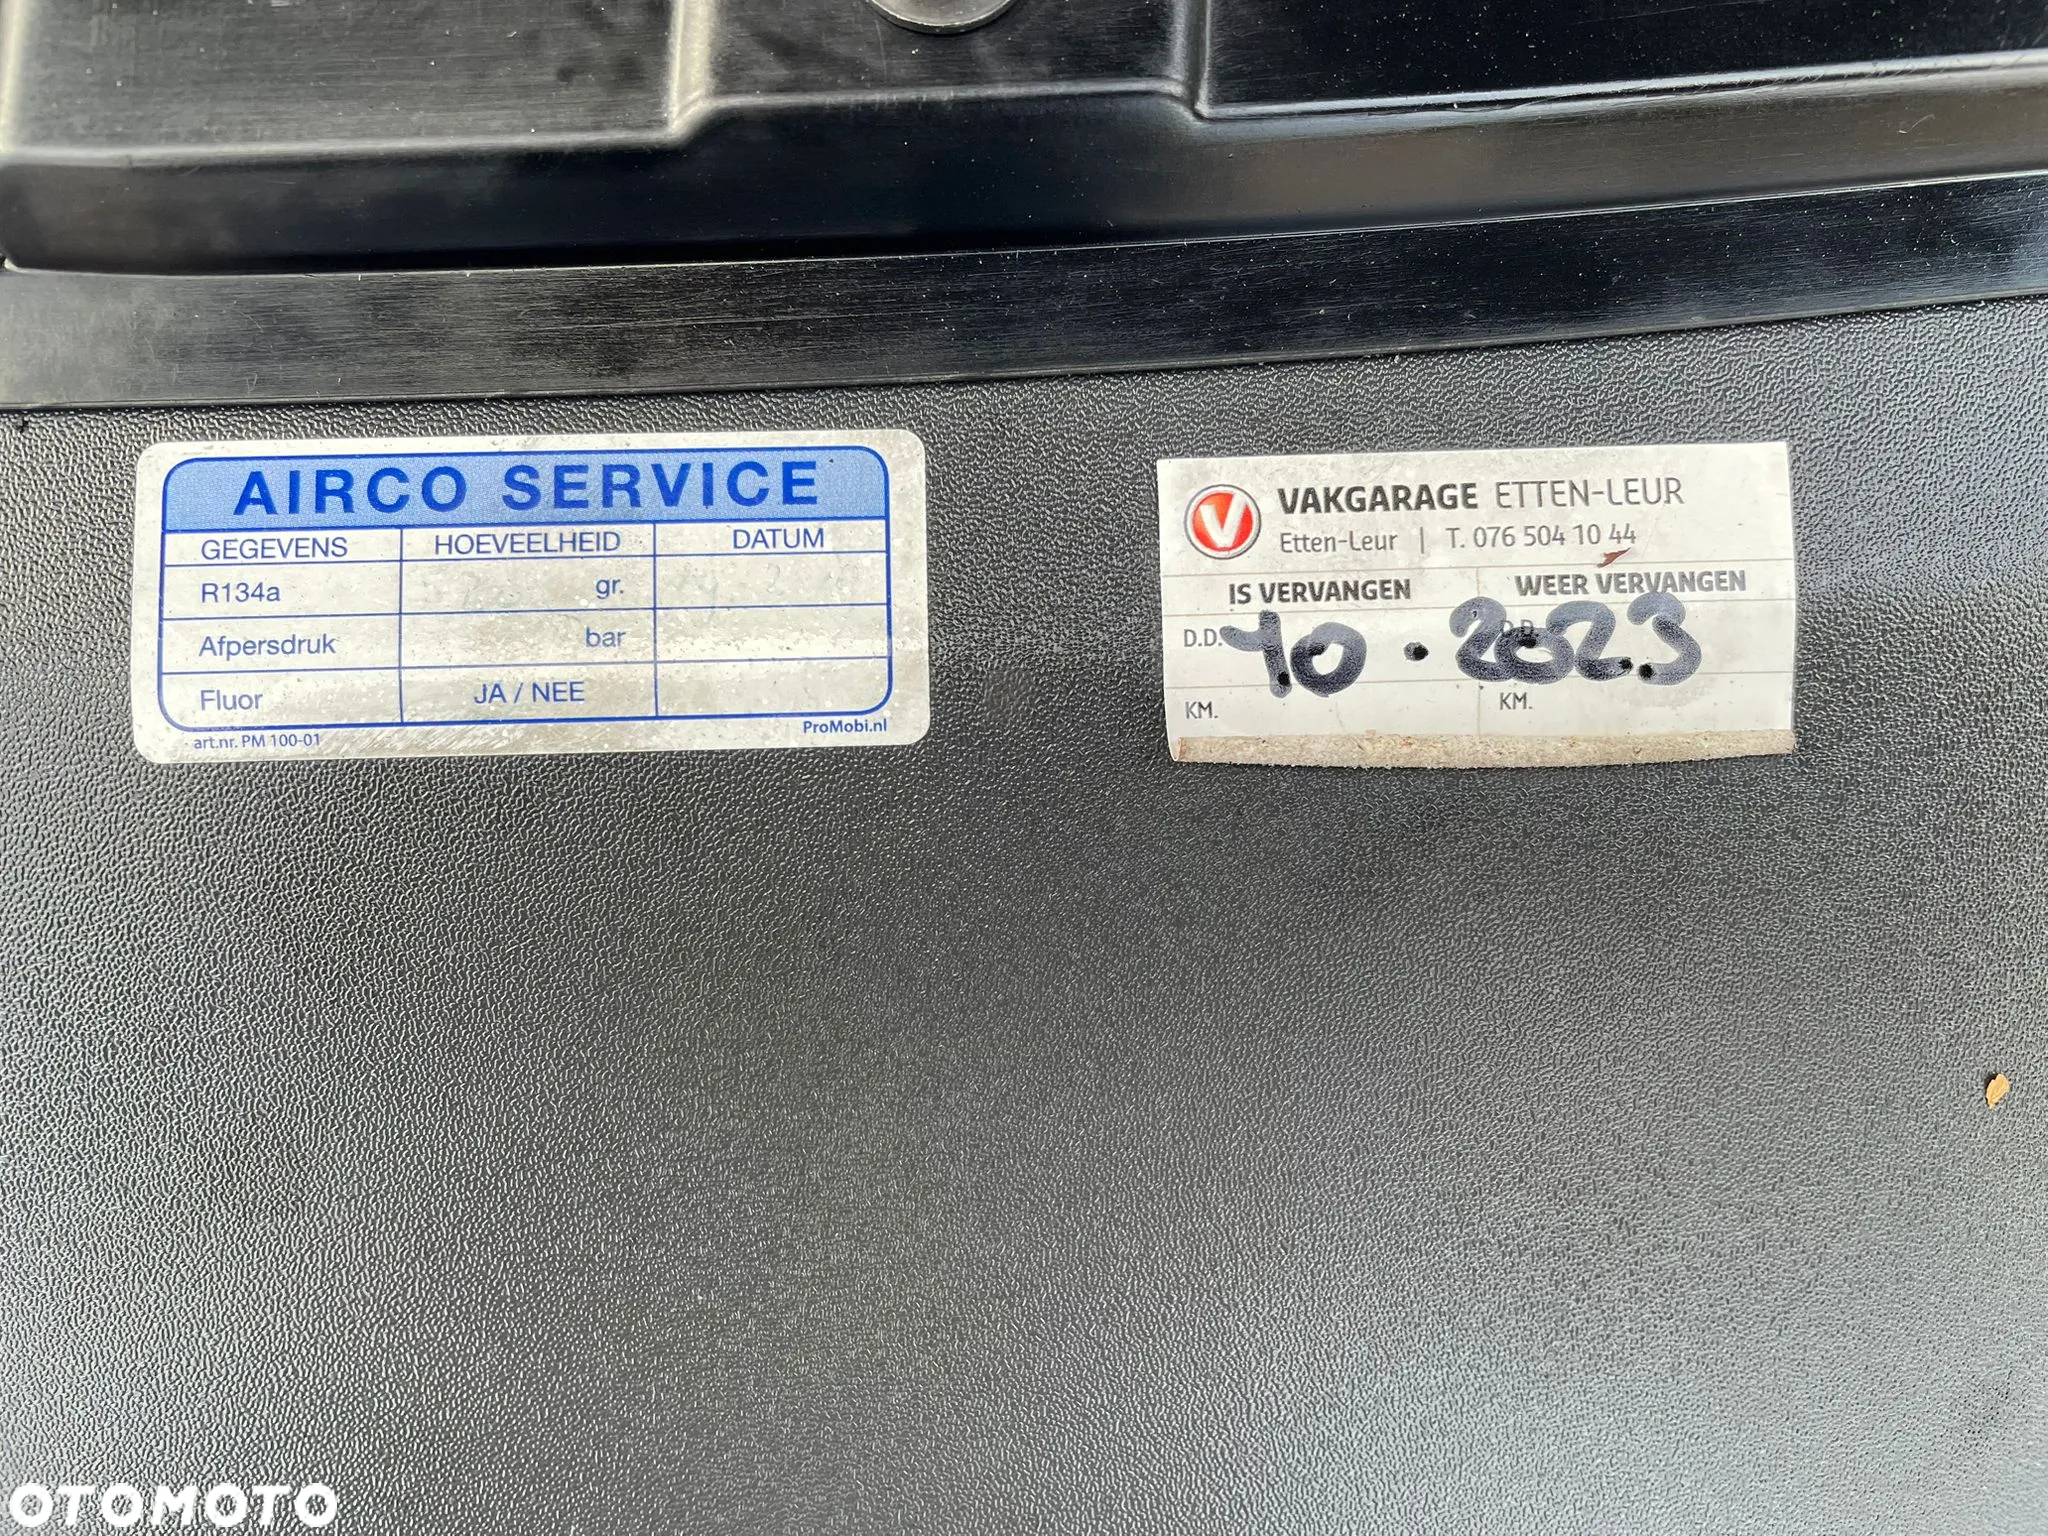 AIRCO SERVICE
GEGEVENS HOEVEELHEID DATUM
R134a gr.
Afpersdruk bar
Fluor JA / NEE
art.nr. PM 100-01 ProMobi.nl
V VAKGARAGE ETTEN-LEUR
Etten-Leur | T. 076 504 10 44
IS VERVANGEN WEER VERVANGEN
D.D. D.D.
10.2023
KM. KM.
OTOMOTO